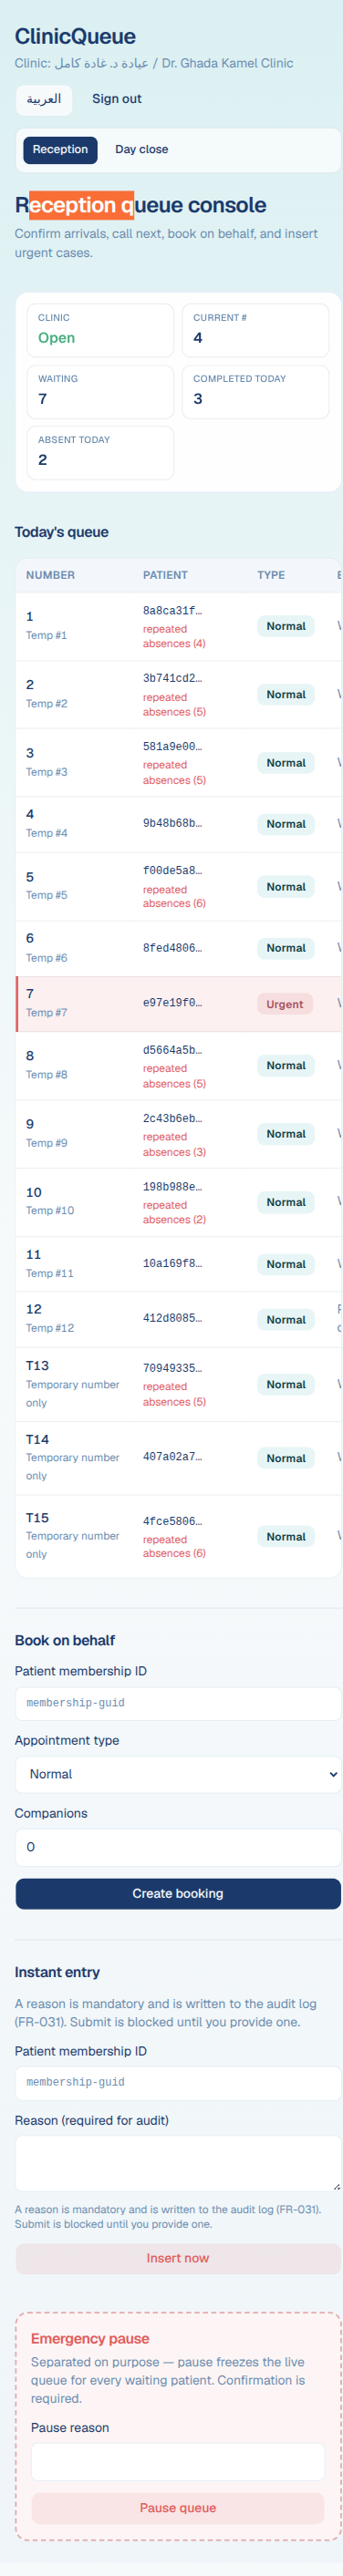 ClinicQueue
Clinic: عيادة د. غادة كامل / Dr. Ghada Kamel Clinic
العربية Sign out
Reception Day close
Reception queue console
Confirm arrivals, call next, book on behalf, and insert
urgent cases.
CLINIC CURRENT #
Open 4
WAITING COMPLETED TODAY
7 3
ABSENT TODAY
2
Today's queue
NUMBER PATIENT TYPE
1 8a8ca31f…
Temp #1 repeated Normal
absences (4)
2 3b741cd2…
Temp #2 repeated Normal
absences (5)
3 581a9e00…
Temp #3 repeated Normal
absences (5)
4 9b48b68b… Normal
Temp #4
5 f00de5a8…
Temp #5 repeated Normal
absences (6)
6 8fed4806… Normal
Temp #6
7 e97e19f0… Urgent
Temp #7
8 d5664a5b…
Temp #8 repeated Normal
absences (5)
9 2c43b6eb…
Temp #9 repeated Normal
absences (3)
10 198b988e…
Temp #10 repeated Normal
absences (2)
11 10a169f8… Normal
Temp #11
12 412d8085… Normal
Temp #12
T13 70949335…
Temporary number repeated Normal
only absences (5)
T14
Temporary number 407a02a7… Normal
only
T15 4fce5806…
Temporary number repeated Normal
only absences (6)
Book on behalf
Patient membership ID
membership-guid
Appointment type
Normal
Companions
0
Create booking
Instant entry
A reason is mandatory and is written to the audit log
(FR-031). Submit is blocked until you provide one.
Patient membership ID
membership-guid
Reason (required for audit)
A reason is mandatory and is written to the audit log (FR-031).
Submit is blocked until you provide one.
Insert now
Emergency pause
Separated on purpose — pause freezes the live
queue for every waiting patient. Confirmation is
required.
Pause reason
Pause queue